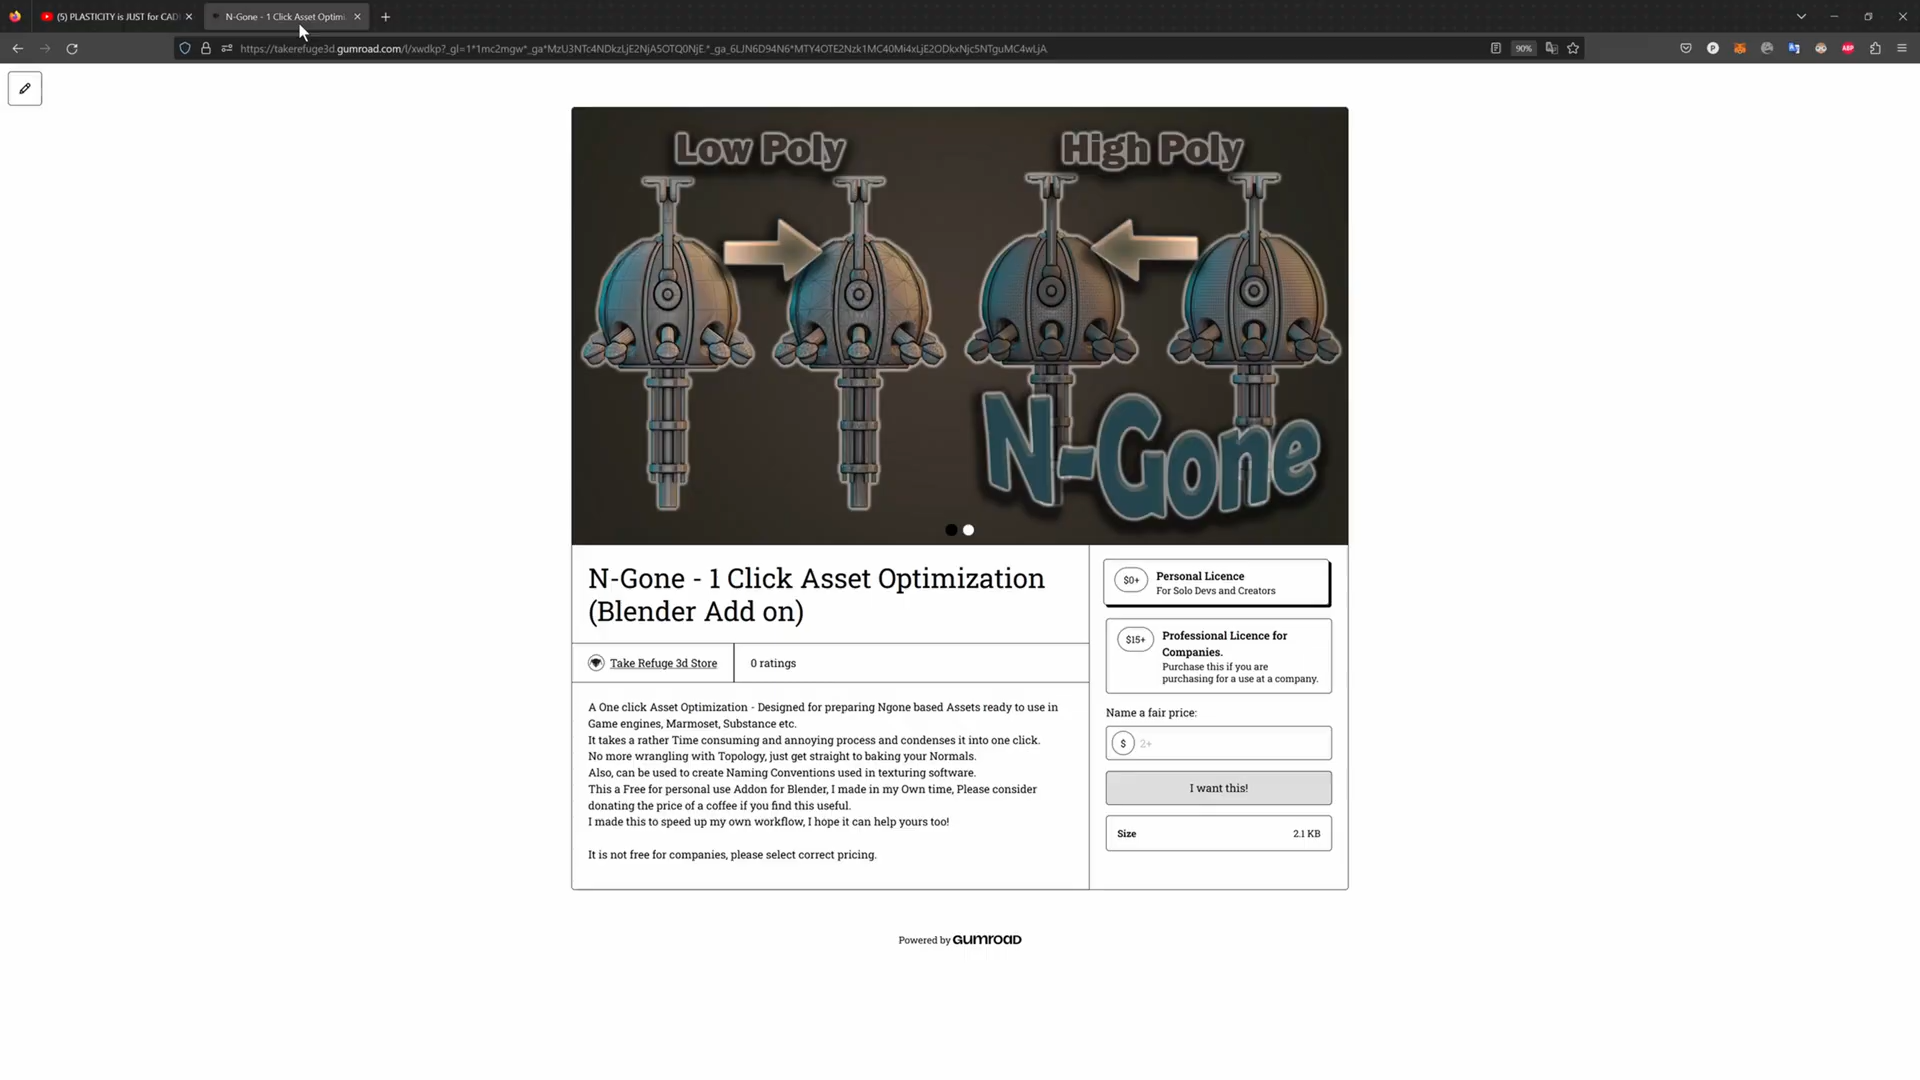 (5) PLASTICITY is JUST for CADI
N-Gone - 1 Click Asset Optimi
https://takerefuge3d.gumroad.com/l/xwdkp?_gl=1*1mc2mgw*_ga*MzU3NTc4NDkzLjE2NjA5OTQ0NjE.*_ga_6LJN6D94N6*MTY4OTE2Nzk1MC40Mi4xLjE2ODkxNjc5NTguMC4wLjA
90%
Low Poly
High Poly
N-Gone
N-Gone - 1 Click Asset Optimization
(Blender Add on)
Take Refuge 3d Store
0 ratings
A One click Asset Optimization - Designed for preparing Ngone based Assets ready to use in
Game engines, Marmoset, Substance etc.
It takes a rather Time consuming and annoying process and condenses it into one click.
No more wrangling with Topology, just get straight to baking your Normals.
Also, can be used to create Naming Conventions used in texturing software.
This a Free for personal use Addon for Blender, I made in my Own time, Please consider
donating the price of a coffee if you find this useful.
I made this to speed up my own workflow, I hope it can help yours too!
It is not free for companies, please select correct pricing.
$0+
Personal Licence
For Solo Devs and Creators
$15+
Professional Licence for
Companies.
Purchase this if you are
purchasing for a use at a company.
Name a fair price:
$ 2+
I want this!
Size 2.1 KB
Powered by GUMROAD